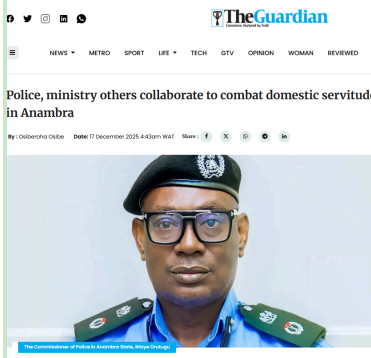 TheGuardian
Conscience, Nurtured by Truth
NEWS METRO SPORT LIFE TECH GTV OPINION WOMAN REVIEWED
Police, ministry others collaborate to combat domestic servitude
in Anambra
By : Osiberoha Osibe Date: 17 December 2025 4:43am WAT Share :
The Commissioner of Police in Anambra State, Ikioye Orutugu